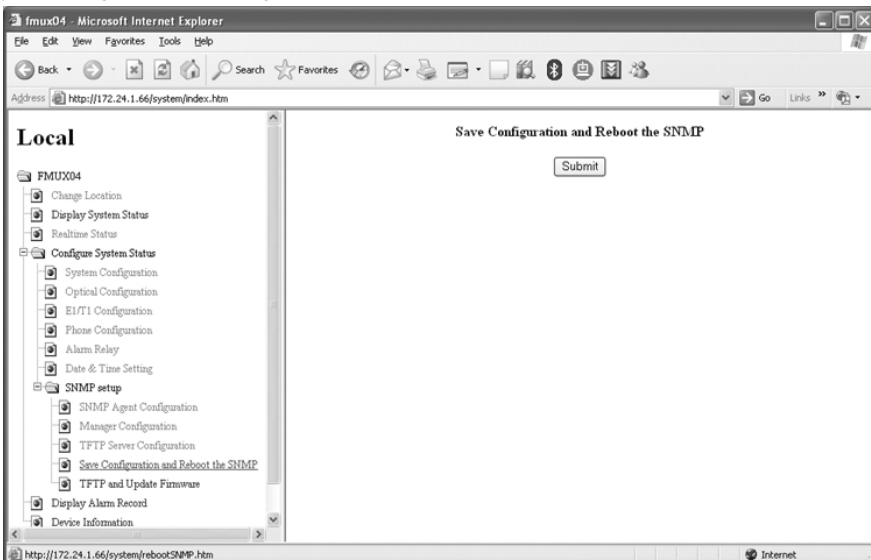 fmux04 - Microsoft Internet Explorer
File Edit View Favorites Tools Help
Back Search Favorites
Address http://172.24.1.66/system/index.htm Go Links »
Local
FMUX04
Change Location
Display System Status
Realtime Status
Configure System Status
System Configuration
Optical Configuration
E1/T1 Configuration
Phone Configuration
Alarm Relay
Date & Time Setting
SNMP setup
SNMP Agent Configuration
Manager Configuration
TFTP Server Configuration
Save Configuration and Reboot the SNMP
TFTP and Update Firmware
Display Alarm Record
Device Information
Save Configuration and Reboot the SNMP
Submit
http://172.24.1.66/system/rebootSNMP.htm Internet